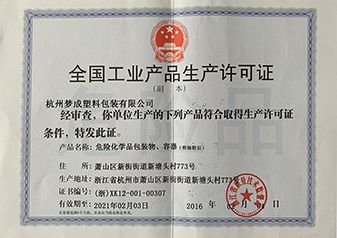 全国工业产品生产许可证
(副 本)
杭州梦成塑料包装有限公司
经审查，你单位生产的下列产品符合取得生产许可证
条件，特发此证。
产品名称：危险化学品包装物、容器（明细附后）
住 所：萧山区新街街道新塘头村773号
生产地址：浙江省杭州市萧山区新街街道新塘头村773号
证书编号：(浙)XK12-001-00307
有效期至：2021年02月03日 2016 年 月 日